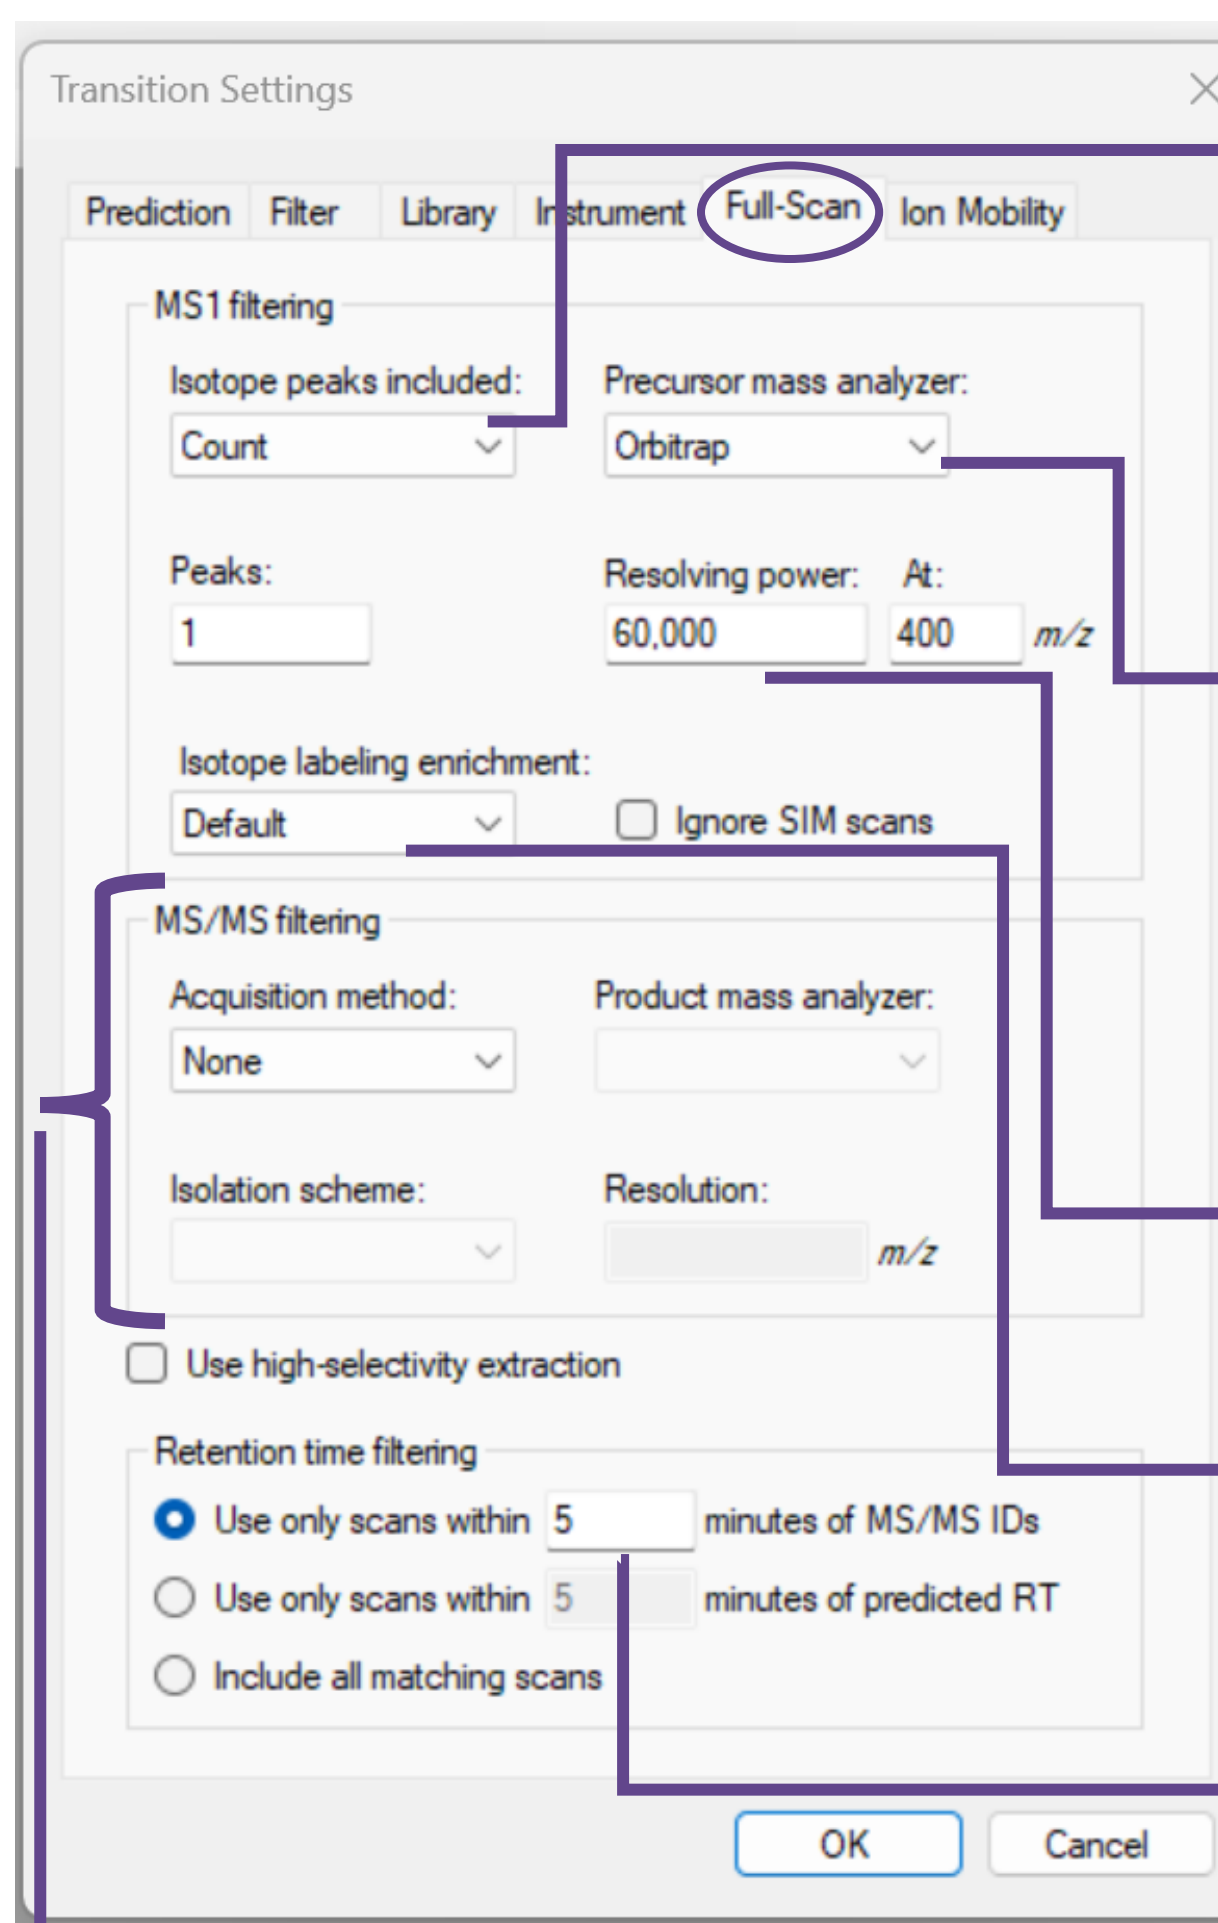 Transition Settings
Prediction Filter Library Instrument Full-Scan Ion Mobility
MS1 filtering
Isotope peaks included: Precursor mass analyzer:
Count Orbitrap
Peaks: Resolving power: At:
1 60,000 400 m/z
Isotope labeling enrichment:
Default Ignore SIM scans
MS/MS filtering
Acquisition method: Product mass analyzer:
None
Isolation scheme: Resolution:
m/z
Use high-selectivity extraction
Retention time filtering
Use only scans within 5 minutes of MS/MS IDs
Use only scans within 5 minutes of predicted RT
Include all matching scans
OK Cancel